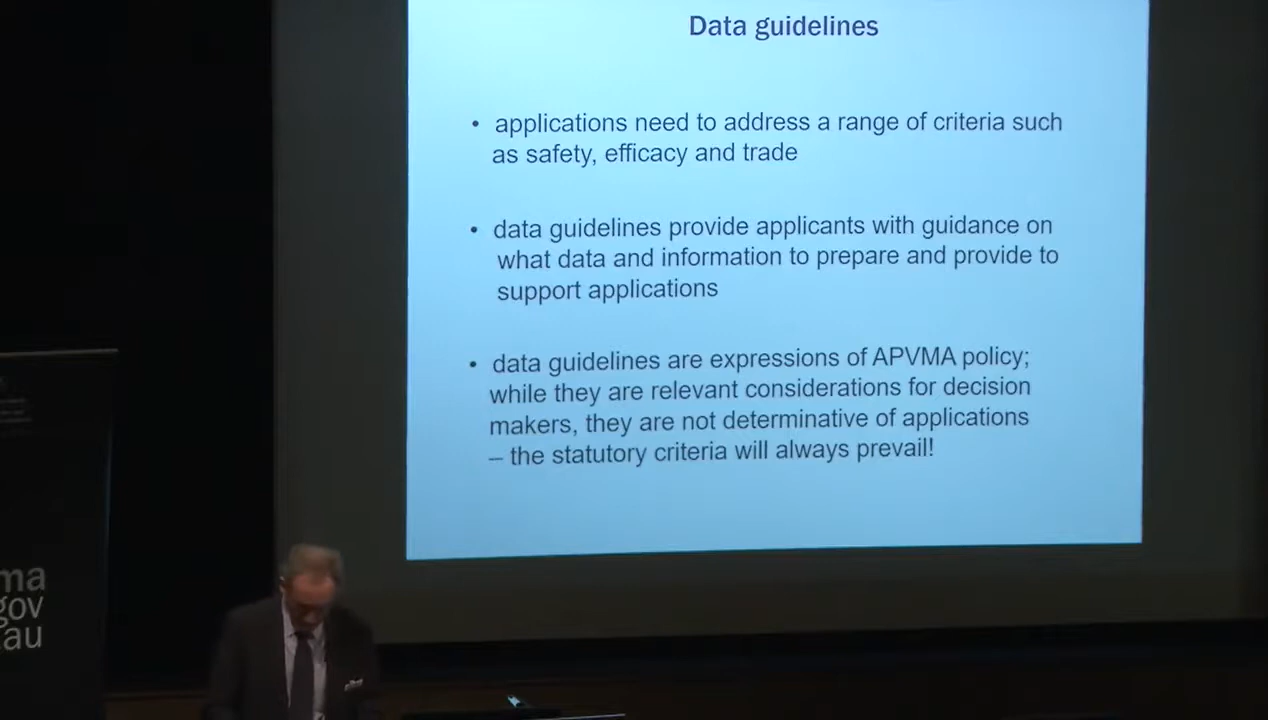 Data guidelines
• applications need to address a range of criteria such
as safety, efficacy and trade
• data guidelines provide applicants with guidance on
what data and information to prepare and provide to
support applications
• data guidelines are expressions of APVMA policy;
while they are relevant considerations for decision
makers, they are not determinative of applications
– the statutory criteria will always prevail!
ma
gov
au